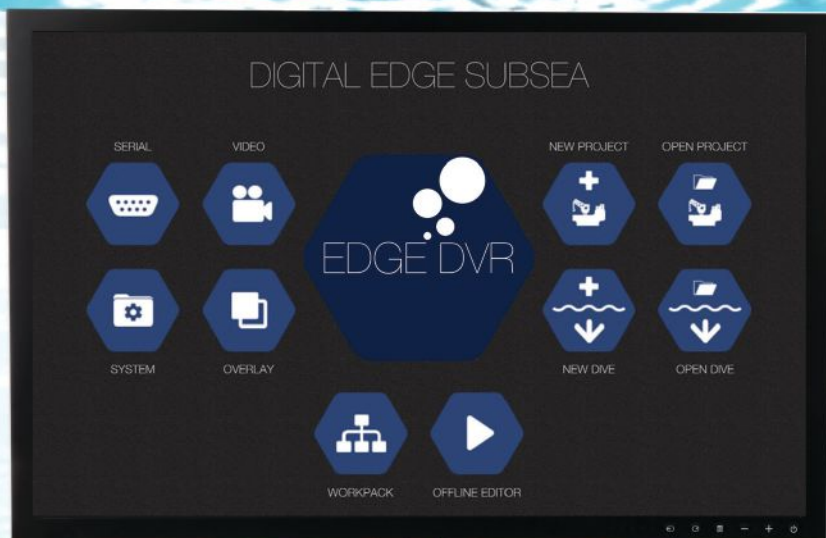 DIGITAL EDGE SUBSEA
SERIAL
VIDEO
NEW PROJECT
OPEN PROJECT
EDGE DVR
SYSTEM
OVERLAY
NEW DIVE
OPEN DIVE
WORKPACK
OFFLINE EDITOR